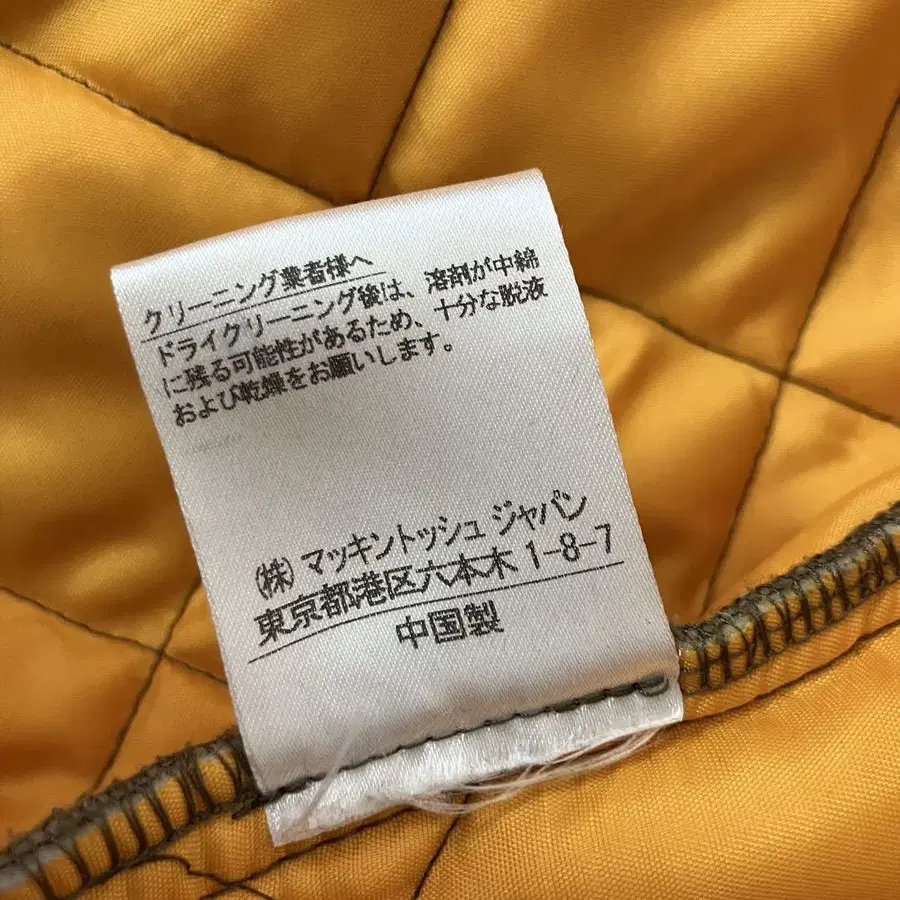 クリーニング業者様へ
ドライクリーニング後は、溶剤が中綿
に残る可能性があるため、十分な脱液
および乾燥をお願いします。
(株) マッキントッシュ ジャパン
東京都港区六本木 1-8-7
中国製